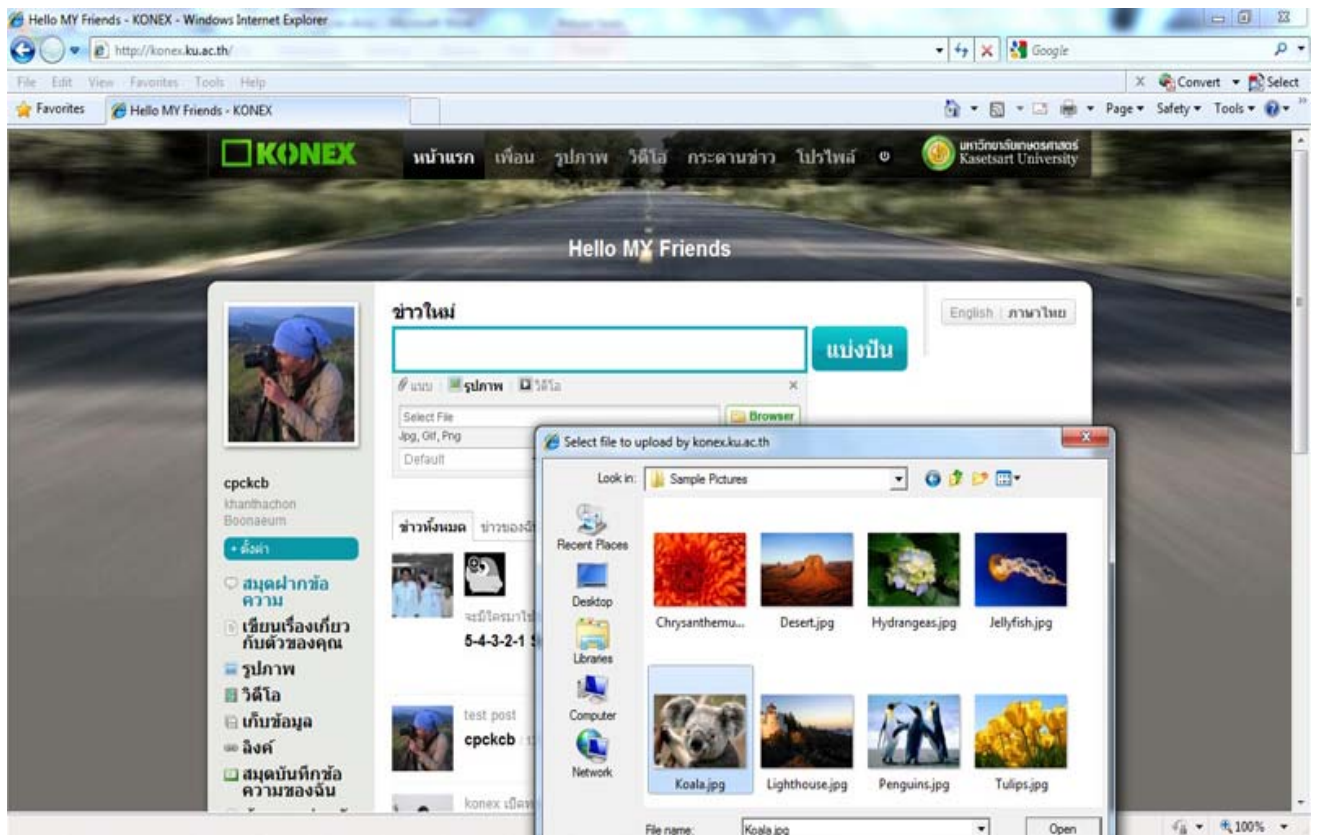 Hello MY Friends - KONEX - Windows Internet Explorer
http://konex.ku.ac.th/
Google
File Edit View Favorites Tools Help
X Convert Select
Favorites Hello MY Friends - KONEX Page Safety Tools
KONEX หน้าแรก เพื่อน รูปภาพ วิดีโอ กระดานข่าว โปรไฟล์ มหาวิทยาลัยเกษตรศาสตร์
Kasetsart University
Hello MY Friends
ข่าวใหม่
English ภาษาไทย
แบ่งปัน
แนบ รูปภาพ วิดีโอ
Select File Browser
Jpg, Gif, Png
Default
cpckcb
khanthachon
Boonaeum
+ ตั้งค่า
สมุดฝากข้อ
ความ
เขียนเรื่องเกี่ยว
กับตัวของคุณ
รูปภาพ
วิดีโอ
เก็บข้อมูล
ลิงค์
สมุดบันทึกข้อ
ความของฉัน
ข่าวทั้งหมด
5-4-3-2-1
test post
cpckcb
konex
Select file to upload by konex.ku.ac.th
Look in: Sample Pictures
Recent Places
Desktop
Libraries
Computer
Network
Chrysanthemu... Desert.jpg Hydrangeas.jpg Jellyfish.jpg
Koala.jpg Lighthouse.jpg Penguins.jpg Tulips.jpg
File name: Koala.jpg Open
100%